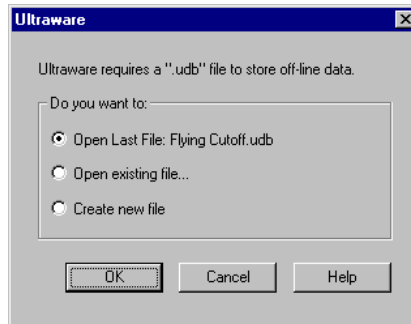 Ultraware
Ultraware requires a ".udb" file to store off-line data.
Do you want to:
Open Last File: Flying Cutoff.udb
Open existing file...
Create new file
OK Cancel Help